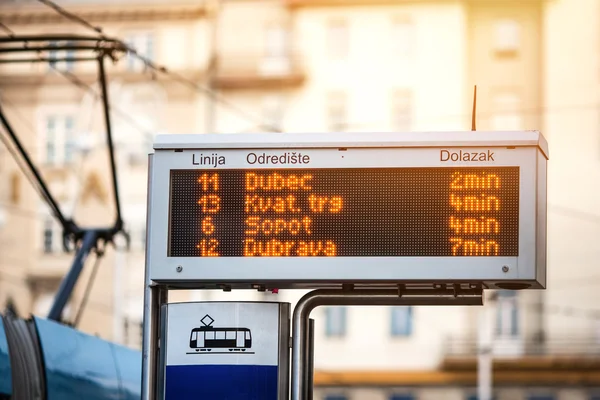 Linija Odredište Dolazak
11 Dubec 2min
13 Kvat.trg 4min
6 Sopot 4min
12 Dubrava 7min